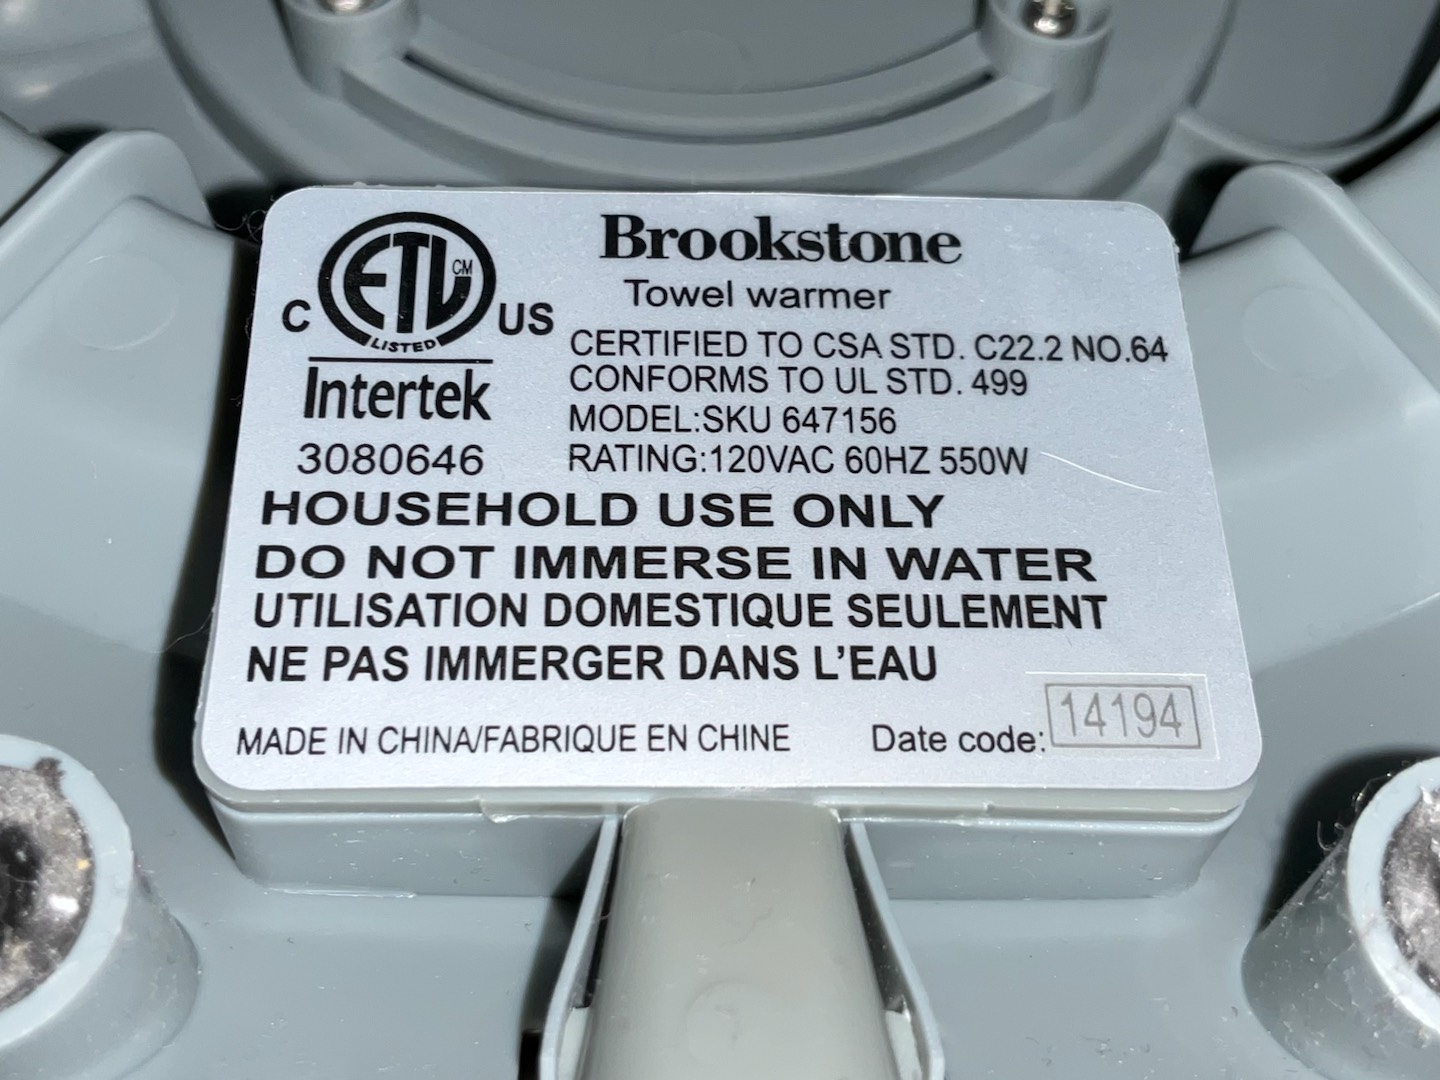 Brookstone
Towel warmer
C ETL CM US
LISTED
Intertek
3080646
CERTIFIED TO CSA STD. C22.2 NO.64
CONFORMS TO UL STD. 499
MODEL:SKU 647156
RATING:120VAC 60HZ 550W
HOUSEHOLD USE ONLY
DO NOT IMMERSE IN WATER
UTILISATION DOMESTIQUE SEULEMENT
NE PAS IMMERGER DANS L'EAU
MADE IN CHINA/FABRIQUE EN CHINE Date code: 14194